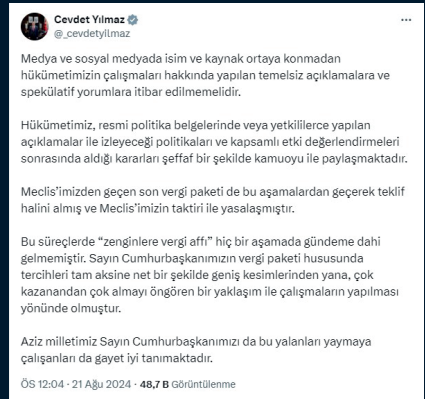 Cevdet Yılmaz
@_cevdetyilmaz
Medya ve sosyal medyada isim ve kaynak ortaya konmadan
hükümetimizin çalışmaları hakkında yapılan temelsiz açıklamalara ve
spekülatif yorumlara itibar edilmemelidir.
Hükümetimiz, resmi politika belgelerinde veya yetkililerce yapılan
açıklamalar ile izleyeceği politikaları ve kapsamlı etki değerlendirmeleri
sonrasında aldığı kararları şeffaf bir şekilde kamuoyu ile paylaşmaktadır.
Meclis’imizden geçen son vergi paketi de bu aşamalardan geçerek teklif
halini almış ve Meclis’imizin taktiri ile yasalaşmıştır.
Bu süreçlerde “zenginlere vergi affı” hiç bir aşamada gündeme dahi
gelmemiştir. Sayın Cumhurbaşkanımızın vergi paketi hususunda
tercihleri tam aksine net bir şekilde geniş kesimlerinden yana, çok
kazanandan çok almayı öngören bir yaklaşım ile çalışmaların yapılması
yönünde olmuştur.
Aziz milletimiz Sayın Cumhurbaşkanımızı da bu yalanları yaymaya
çalışanları da gayet iyi tanımaktadır.
ÖS 12:04 · 21 Ağu 2024 · 48,7 B Görüntülenme